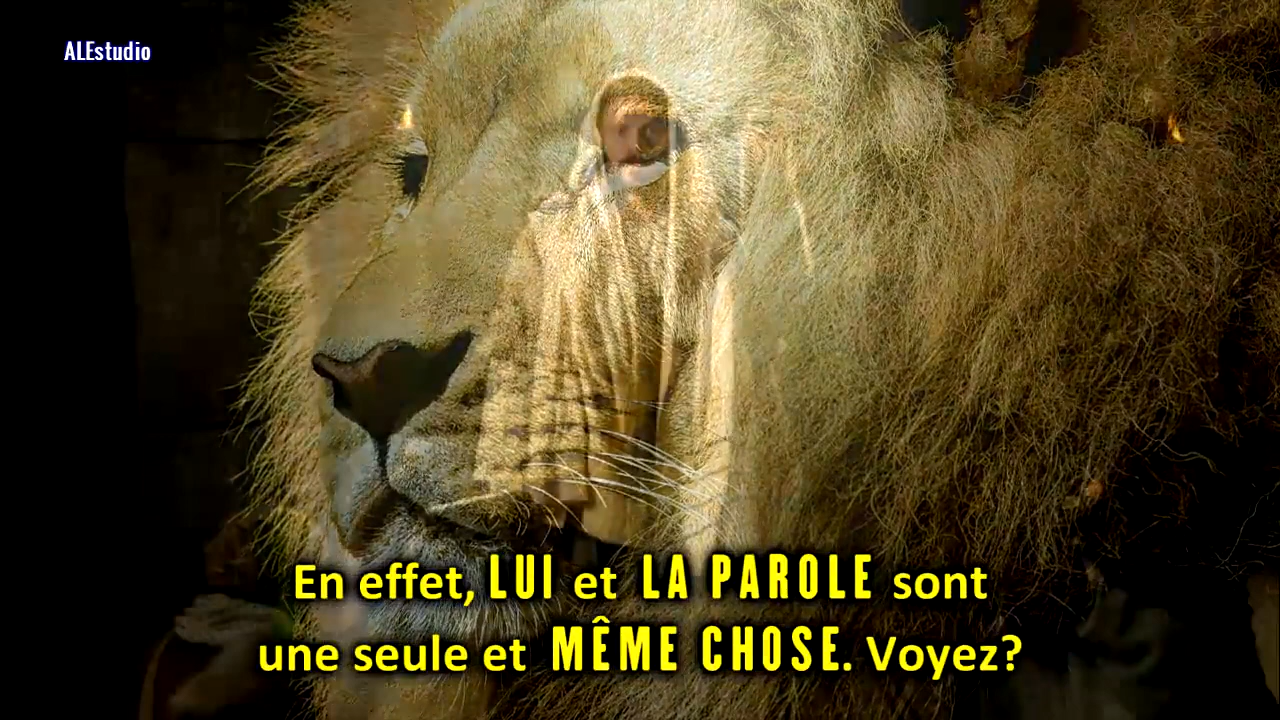 ALEstudio
En effet, LUI et LA PAROLE sont
une seule et MÊME CHOSE. Voyez?